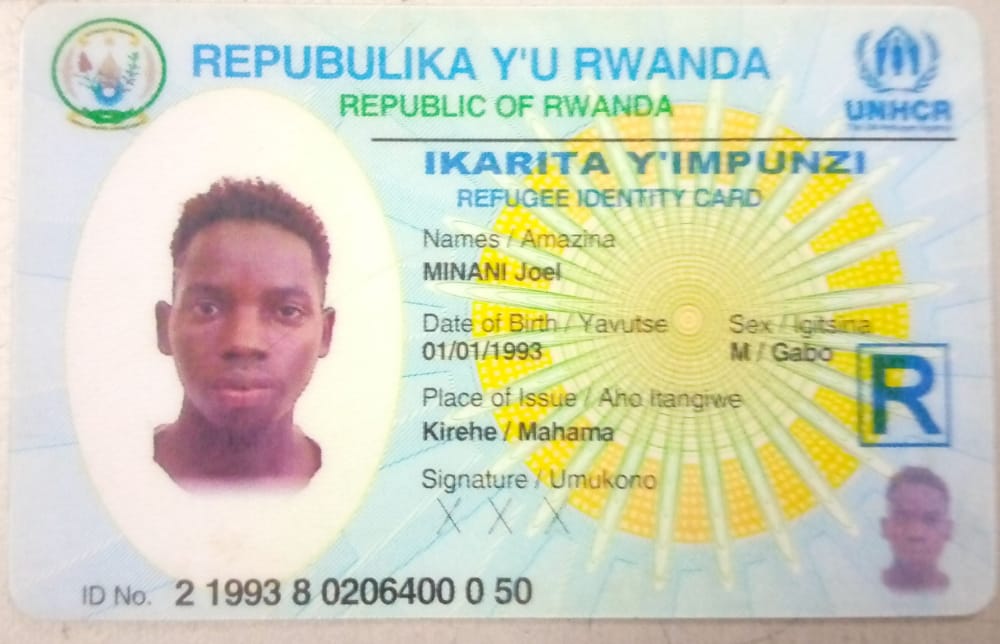 REPUBULIKA Y'U RWANDA
REPUBLIC OF RWANDA
UNHCR
IKARITA Y'IMPUNZI
REFUGEE IDENTITY CARD
Names / Amazina
MINANI Joel
Date of Birth / Yavutse Sex / Igitsina
01/01/1993 M / Gabo
Place of Issue / Aho Itangiwe
R
Kirehe / Mahama
Signature / Umukono
X X X
ID No. 2 1993 8 0206400 0 50